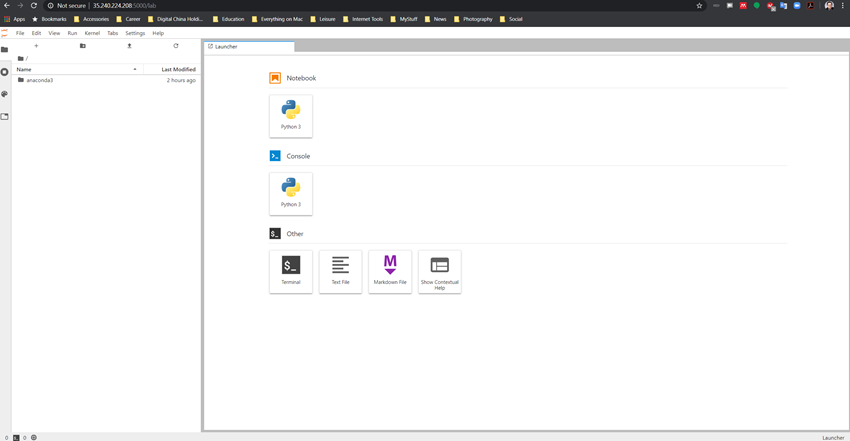 Not secure | 35.240.224.208:5000/lab
Apps Bookmarks Accessories Career Digital China Holdi... Education Everything on Mac Leisure Internet Tools MyStuff News Photography Social
File Edit View Run Kernel Tabs Settings Help
Launcher
/
Name Last Modified
anaconda3 2 hours ago
Notebook
Python 3
Console
Python 3
$_ Other
$_ M
Terminal Text File Markdown File Show Contextual
Help
0 0 Launcher